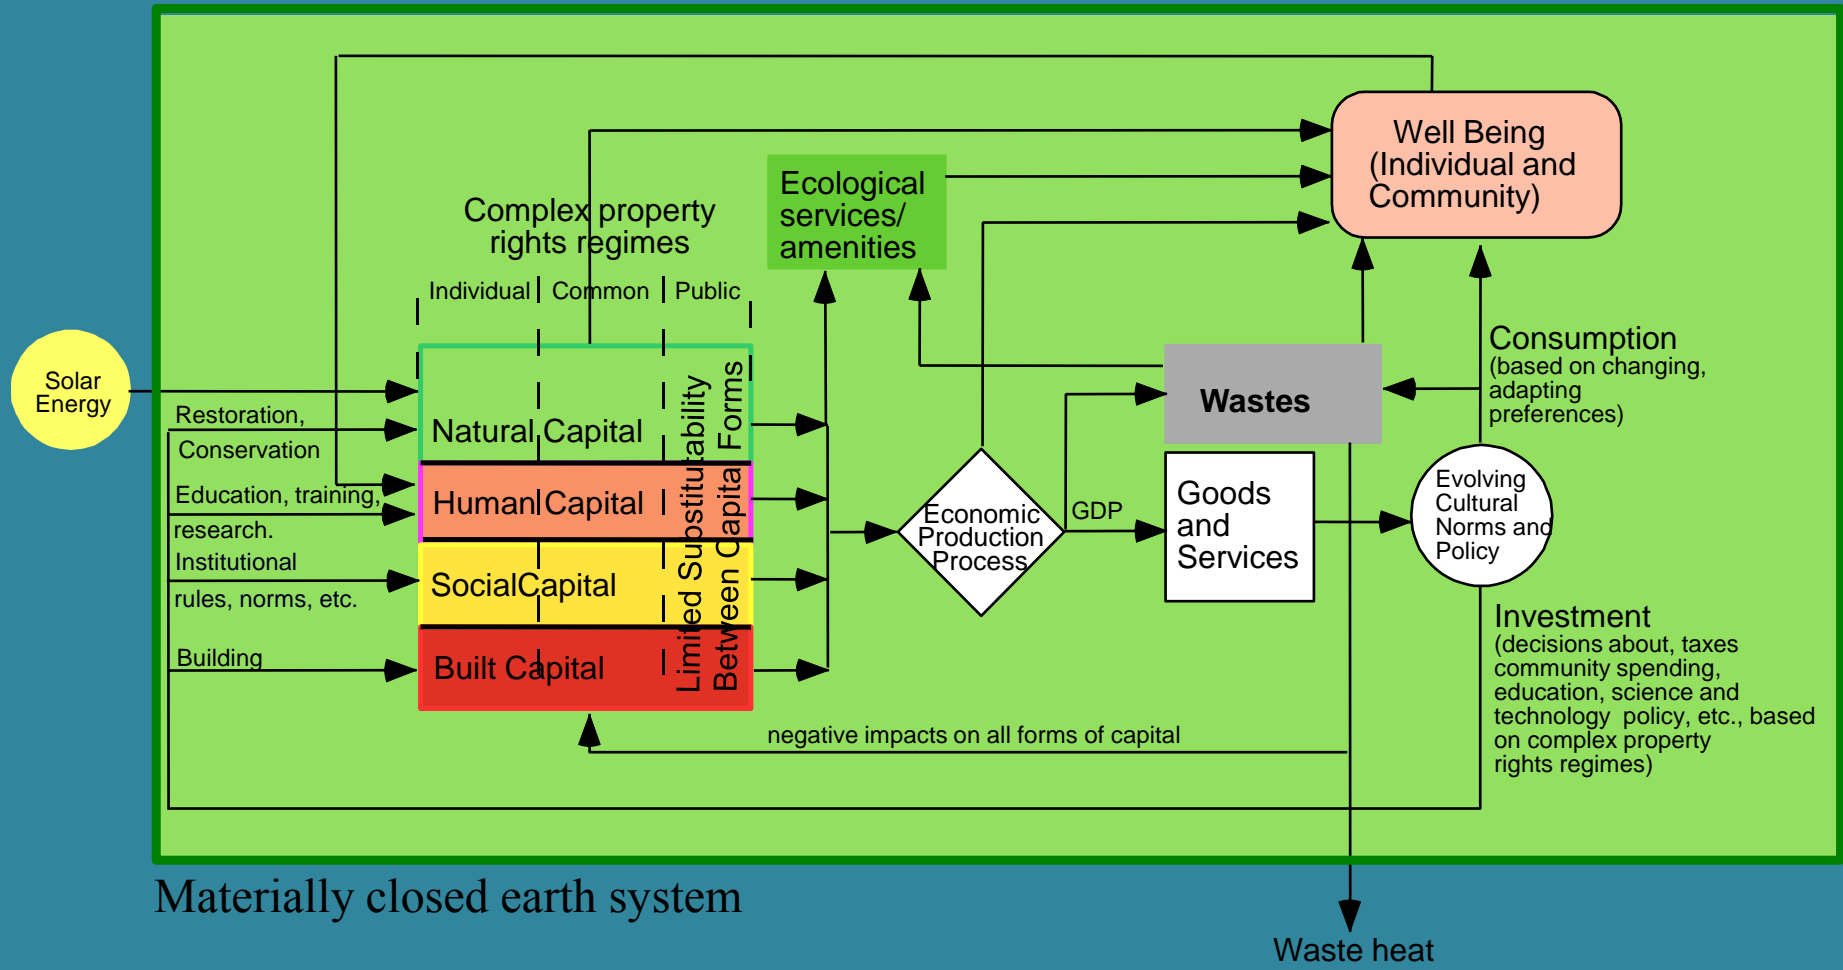 Well Being
(Individual and
Community)
Ecological
services/
amenities
Complex property
rights regimes
Individual
Common
Public
Solar
Energy
Restoration,
Conservation
Education, training,
research.
Institutional
rules, norms, etc.
Building
Natural Capital
Human Capital
SocialCapital
Built Capital
Limited Substitutability
Between Capital Forms
Economic
Production
Process
GDP
Wastes
Goods
and
Services
Evolving
Cultural
Norms and
Policy
Consumption
(based on changing,
adapting
preferences)
Investment
(decisions about, taxes
community spending,
education, science and
technology policy, etc., based
on complex property
rights regimes)
negative impacts on all forms of capital
Materially closed earth system
Waste heat